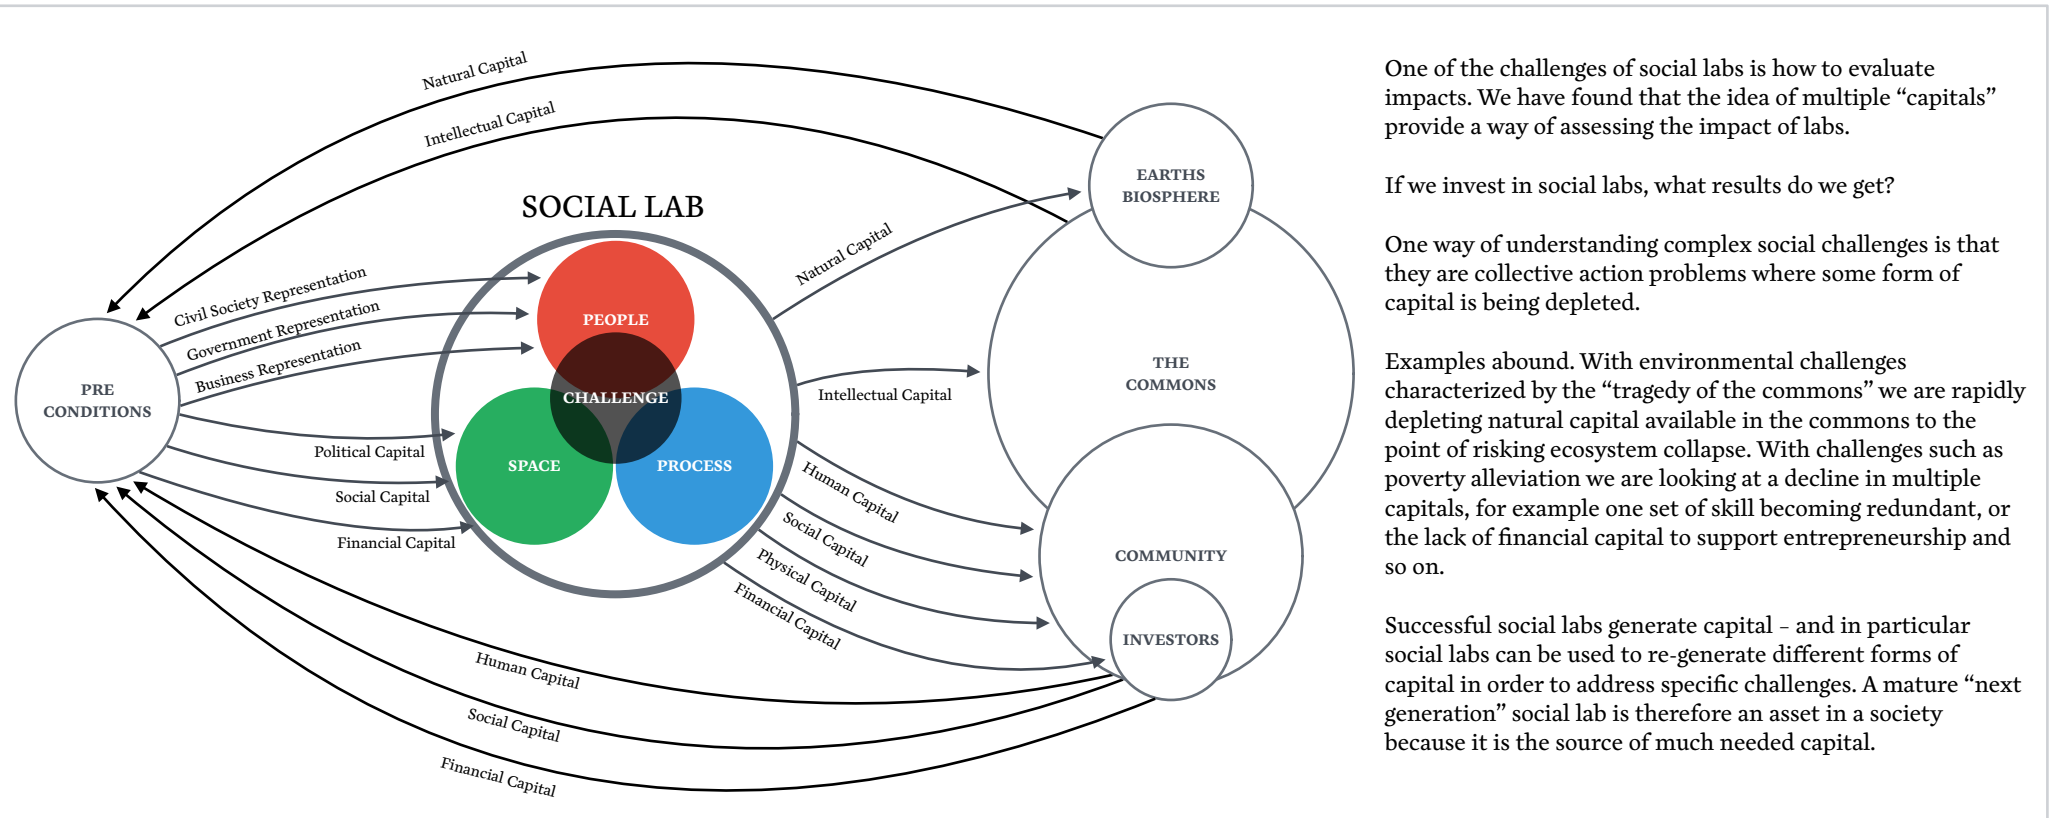 Natural Capital
Intellectual Capital
SOCIAL LAB
Civil Society Representation
Government Representation
Business Representation
PRE
CONDITIONS
Political Capital
Social Capital
Financial Capital
PEOPLE
CHALLENGE
SPACE
PROCESS
Natural Capital
Intellectual Capital
Human Capital
Social Capital
Physical Capital
Financial Capital
EARTHS
BIOSPHERE
THE
COMMONS
COMMUNITY
INVESTORS
Human Capital
Social Capital
Financial Capital
One of the challenges of social labs is how to evaluate
impacts. We have found that the idea of multiple “capitals”
provide a way of assessing the impact of labs.
If we invest in social labs, what results do we get?
One way of understanding complex social challenges is that
they are collective action problems where some form of
capital is being depleted.
Examples abound. With environmental challenges
characterized by the “tragedy of the commons” we are rapidly
depleting natural capital available in the commons to the
point of risking ecosystem collapse. With challenges such as
poverty alleviation we are looking at a decline in multiple
capitals, for example one set of skill becoming redundant, or
the lack of financial capital to support entrepreneurship and
so on.
Successful social labs generate capital – and in particular
social labs can be used to re-generate different forms of
capital in order to address specific challenges. A mature “next
generation” social lab is therefore an asset in a society
because it is the source of much needed capital.